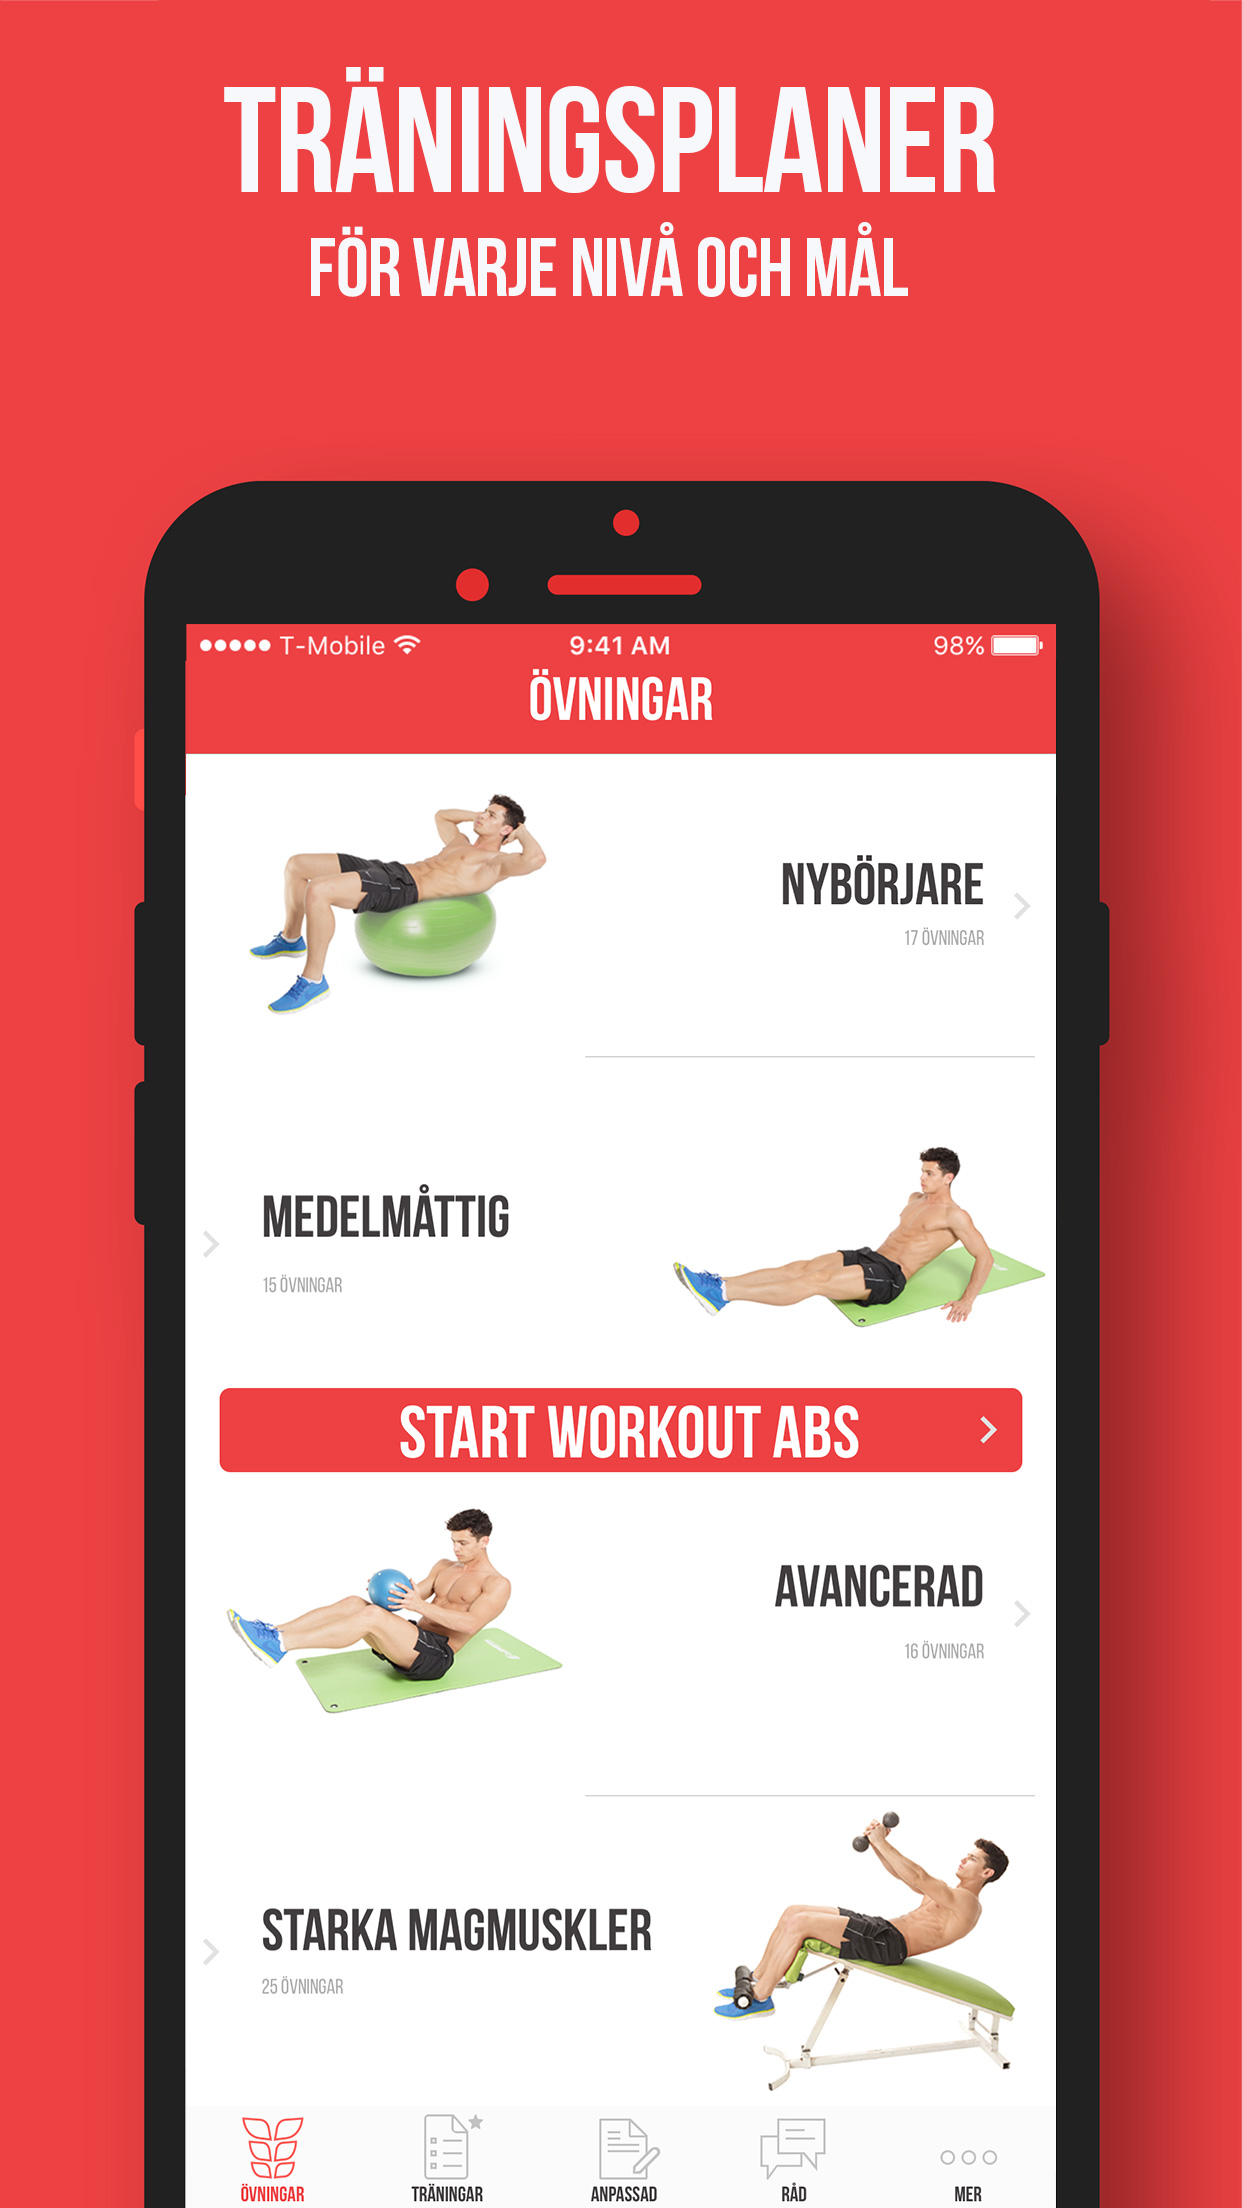 TRÄNINGSPLANER
FÖR VARJE NIVÅ OCH MÅL
T-Mobile 9:41 AM 98%
ÖVNINGAR
NYBÖRJARE
17 ÖVNINGAR
MEDELMÅTTIG
15 ÖVNINGAR
START WORKOUT ABS
AVANCERAD
16 ÖVNINGAR
STARKA MAGMUSKLER
25 ÖVNINGAR
ÖVNINGAR TRÄNINGAR ANPASSAD RÅD MER